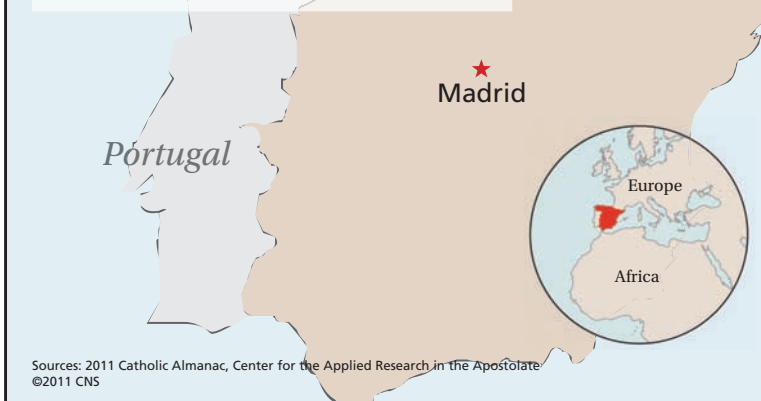 Madrid
Portugal
Europe
Africa
Sources: 2011 Catholic Almanac, Center for the Applied Research in the Apostolate
©2011 CNS